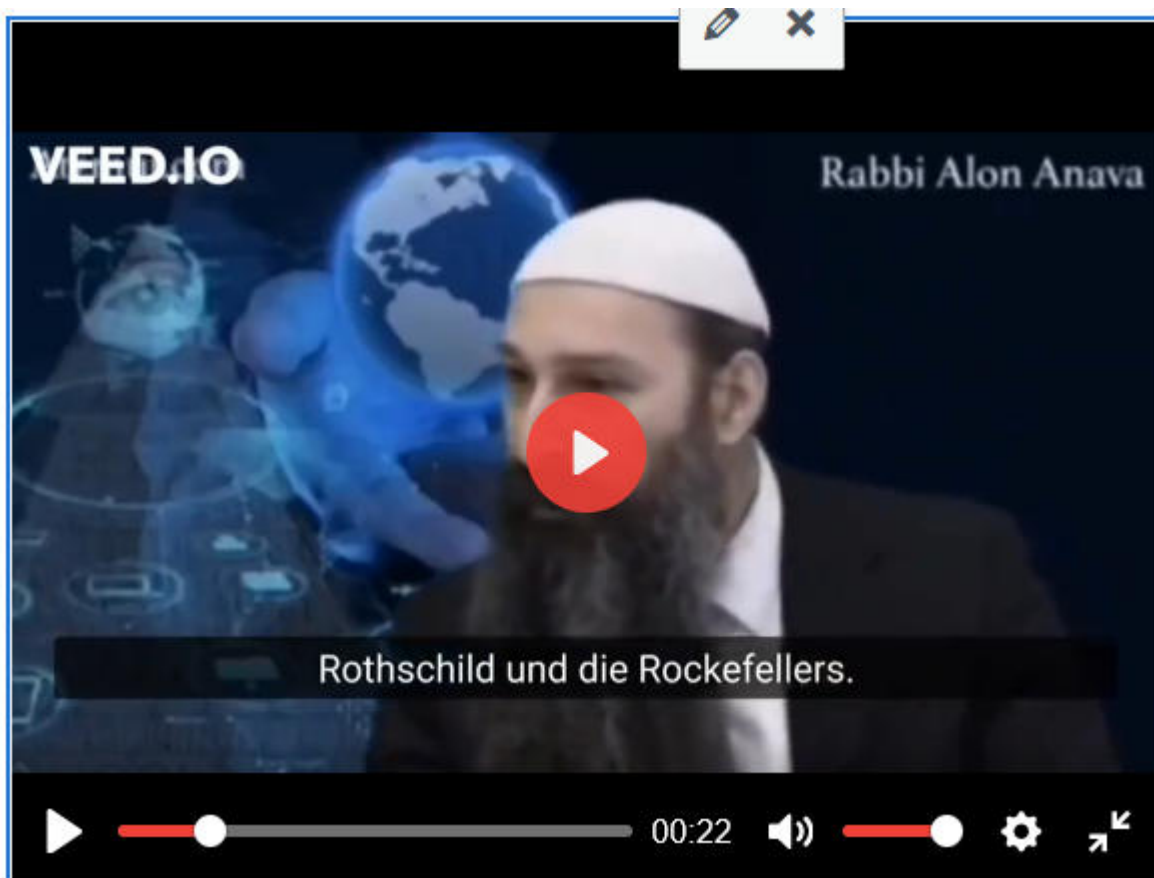 VEED.IO
Rabbi Alon Anava
Rothschild und die Rockefellers.
00:22